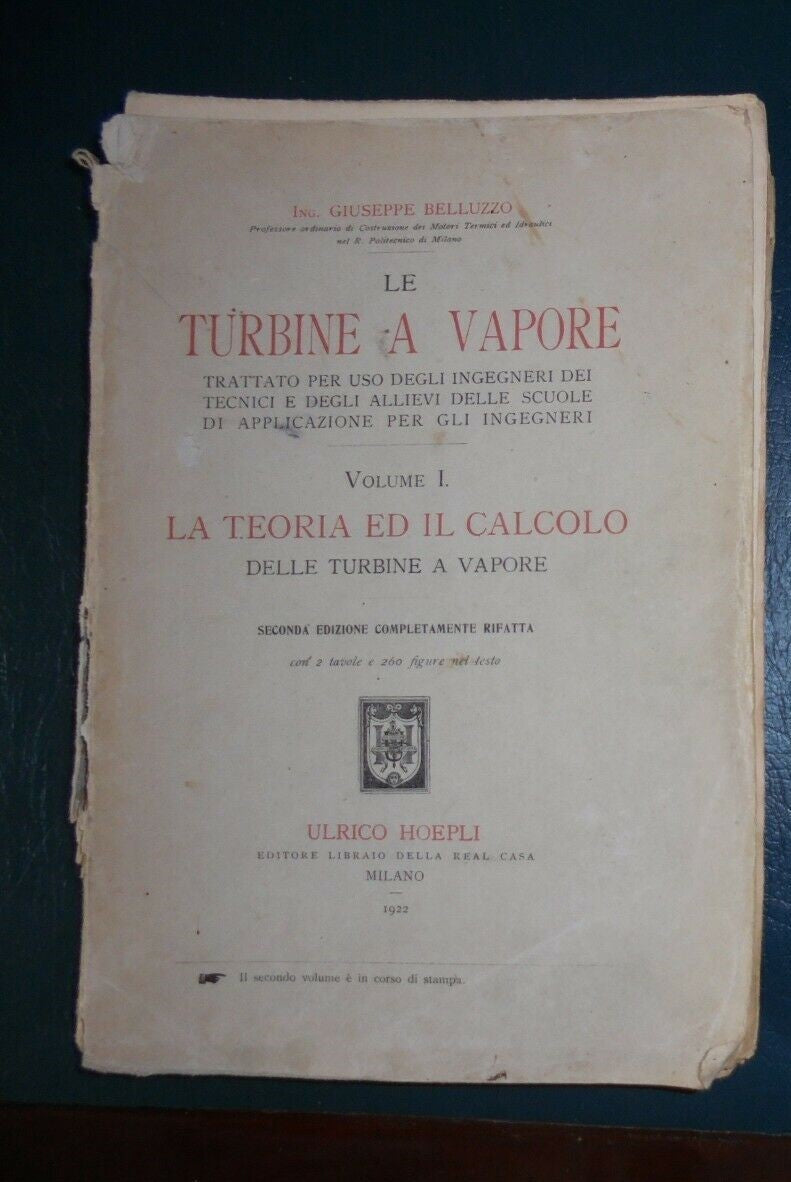 Ing. GIUSEPPE BELLUZZO
Professore ordinario di Costruzione dei Motori Termici ed Idraulici
nel R. Politecnico di Milano
LE
TURBINE A VAPORE
TRATTATO PER USO DEGLI INGEGNERI DEI
TECNICI E DEGLI ALLIEVI DELLE SCUOLE
DI APPLICAZIONE PER GLI INGEGNERI
Volume I.
LA TEORIA ED IL CALCOLO
DELLE TURBINE A VAPORE
SECONDA EDIZIONE COMPLETAMENTE RIFATTA
con 2 tavole e 260 figure nel testo
H
ULRICO HOEPLI
EDITORE LIBRAIO DELLA REAL CASA
MILANO
1922
Il secondo volume è in corso di stampa.